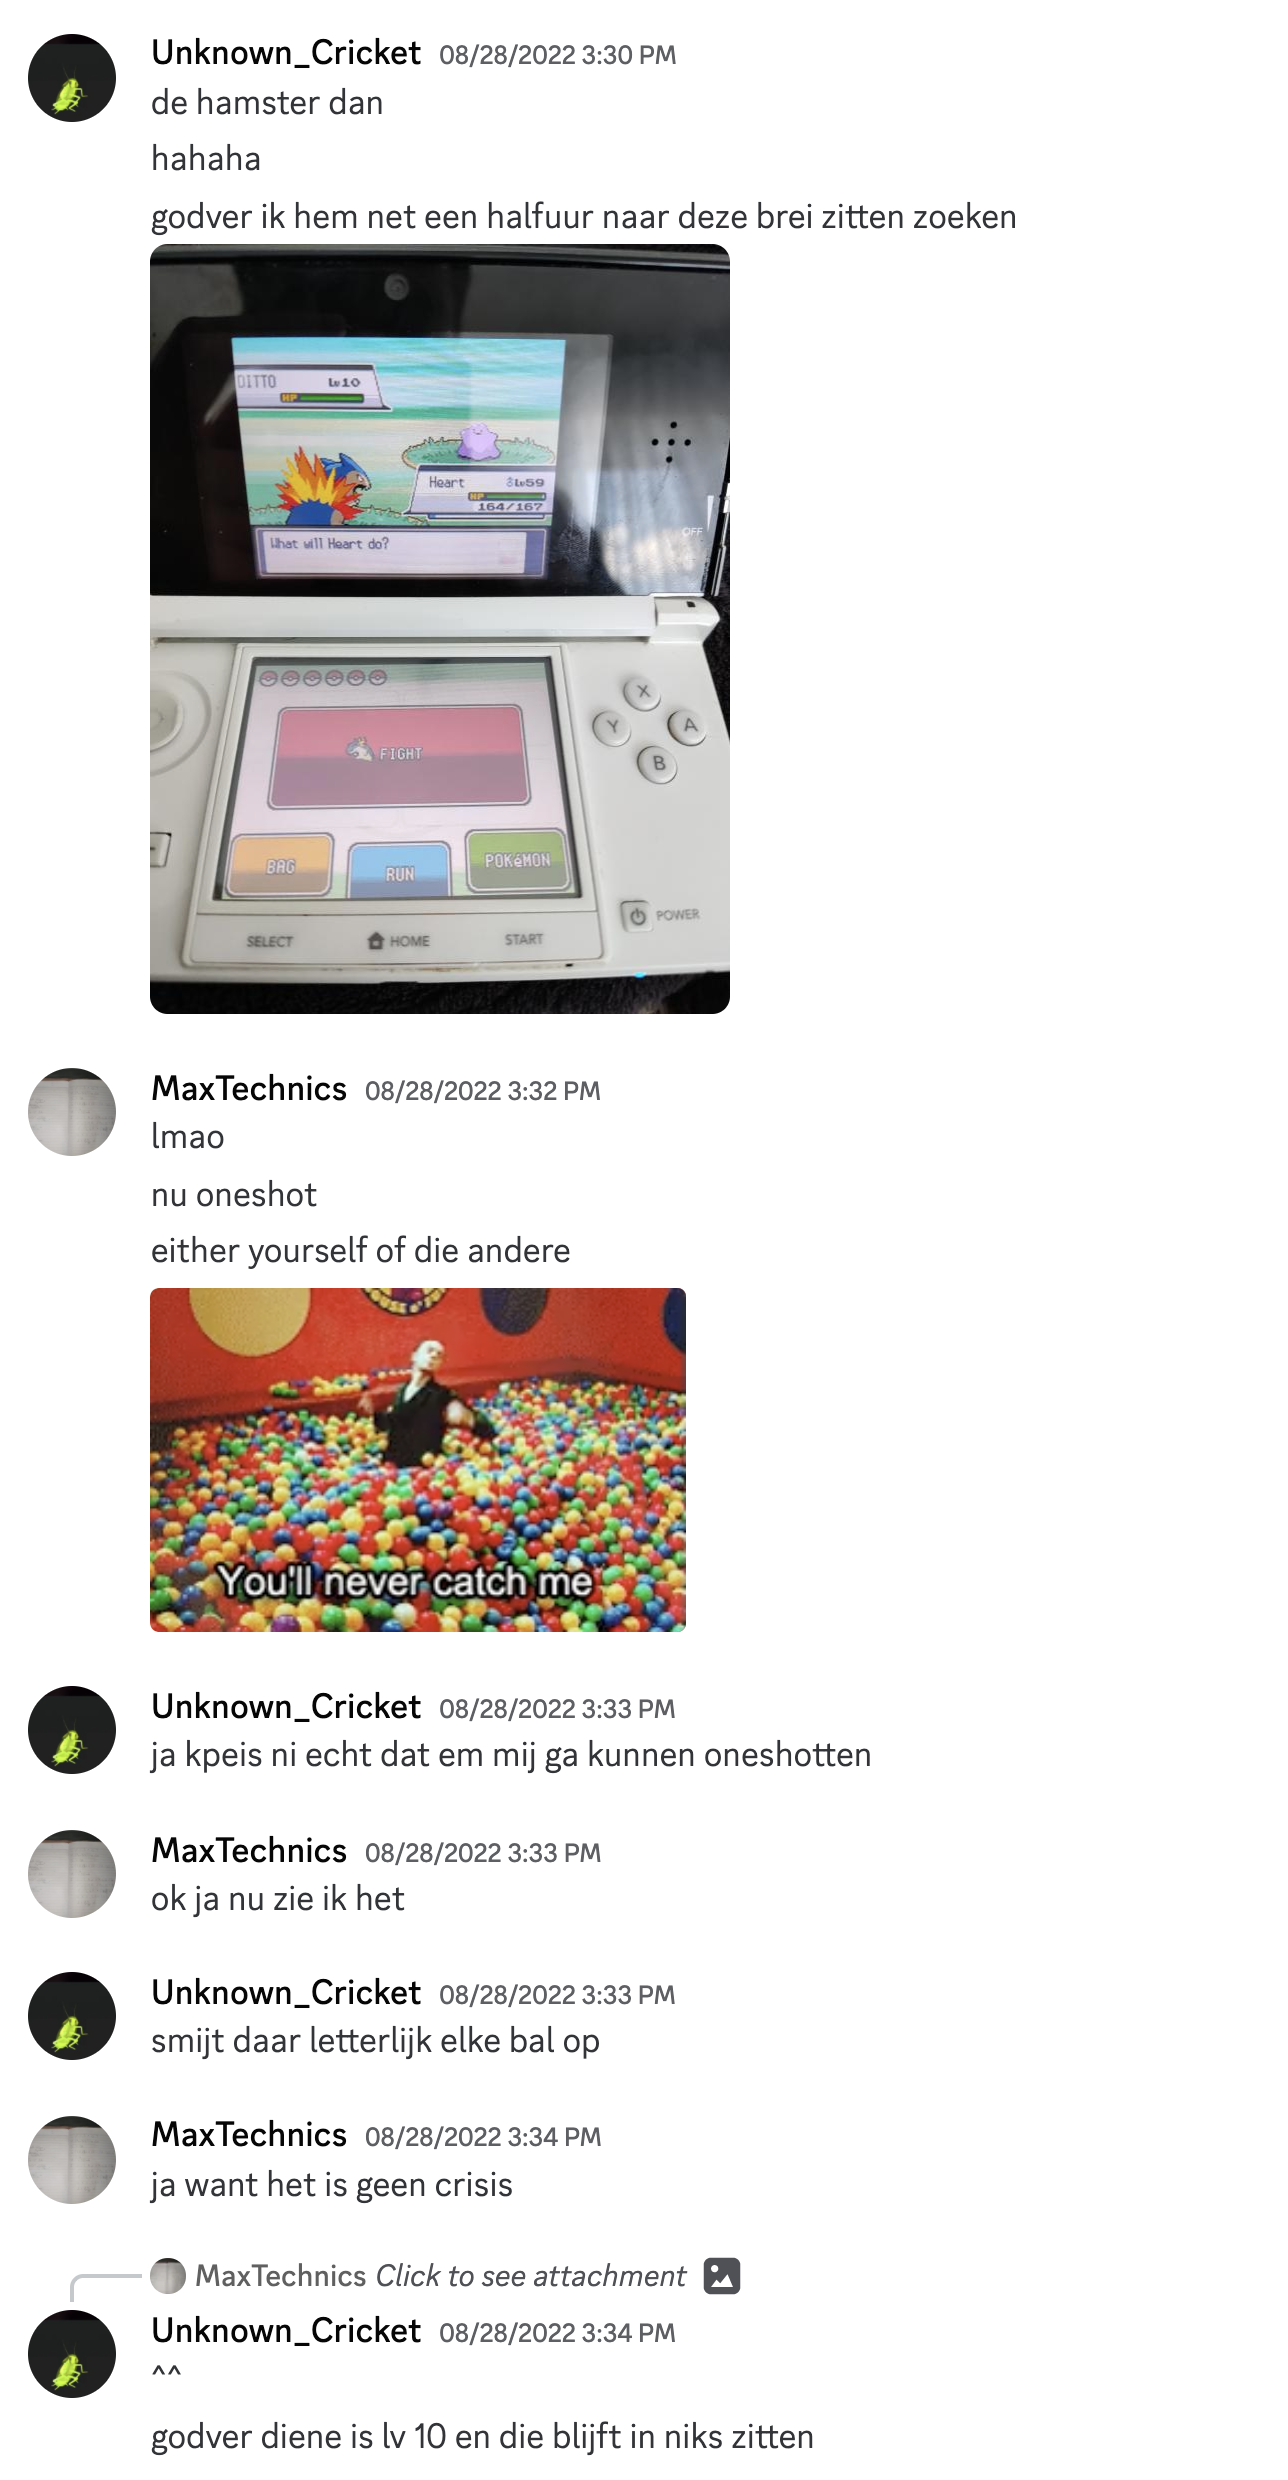 Unknown_Cricket 08/28/2022 3:30 PM
de hamster dan
hahaha
godver ik hem net een halfuur naar deze brei zitten zoeken
DITTO Lv10
HP
Heart ♂Lv59
HP
164/167
OFF
What will Heart do?
X
Y A
FIGHT
B
BAG RUN POKéMON
POWER
SELECT HOME START
MaxTechnics 08/28/2022 3:32 PM
lmao
nu oneshot
either yourself of die andere
You'll never catch me
Unknown_Cricket 08/28/2022 3:33 PM
ja kpeis ni echt dat em mij ga kunnen oneshotten
MaxTechnics 08/28/2022 3:33 PM
ok ja nu zie ik het
Unknown_Cricket 08/28/2022 3:33 PM
smijt daar letterlijk elke bal op
MaxTechnics 08/28/2022 3:34 PM
ja want het is geen crisis
MaxTechnics Click to see attachment
Unknown_Cricket 08/28/2022 3:34 PM
^^
godver diene is lv 10 en die blijft in niks zitten